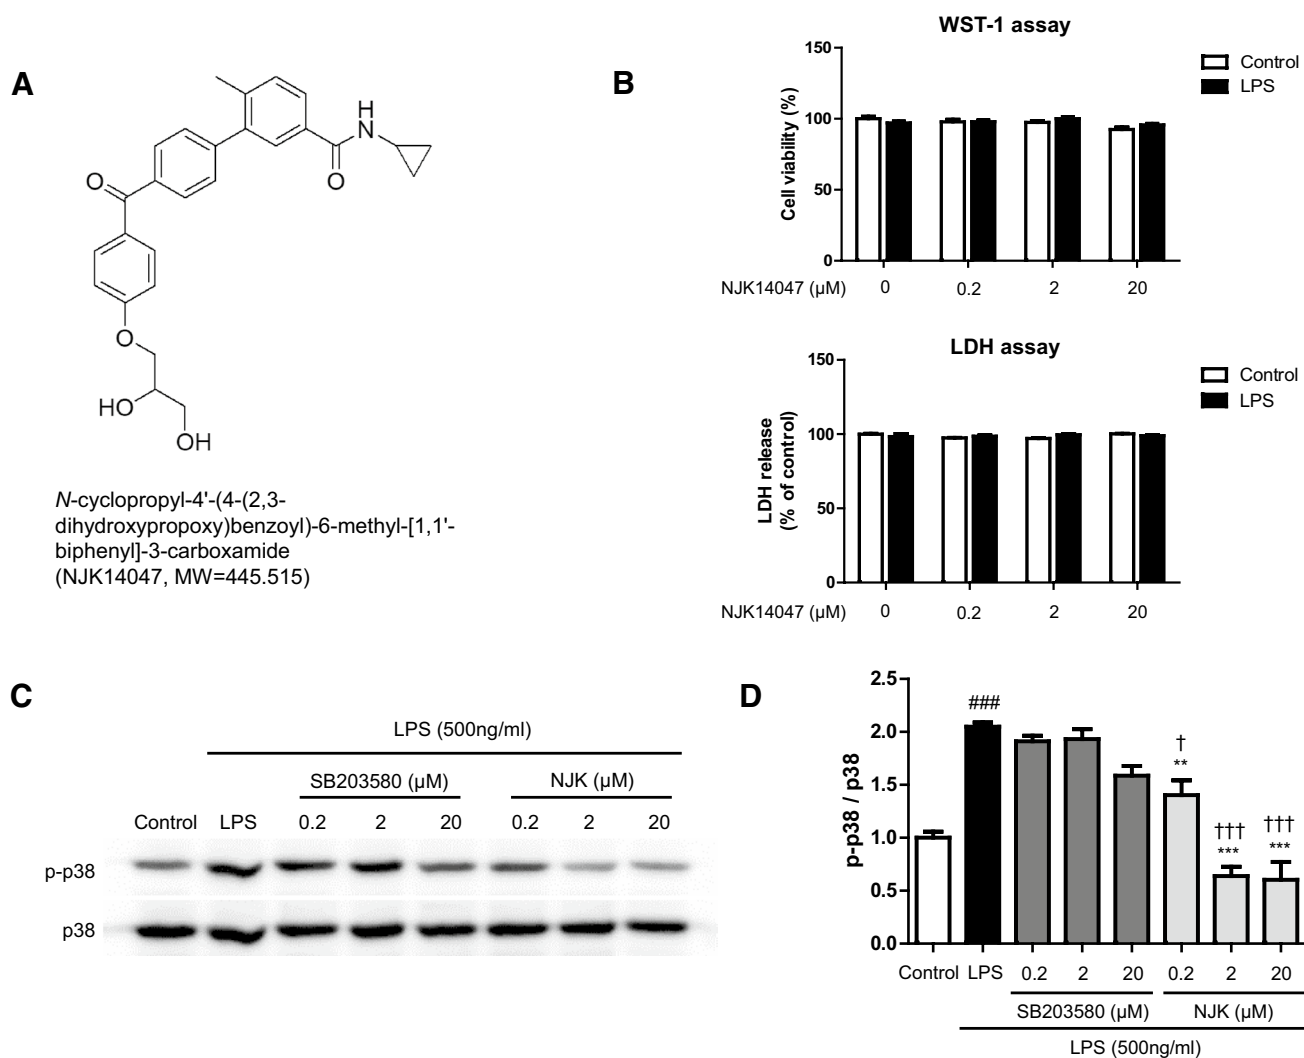 A
H
N
O
O
O
HO
OH
N-cyclopropyl-4'-(4-(2,3-
dihydroxypropoxy)benzoyl)-6-methyl-[1,1'-
biphenyl]-3-carboxamide
(NJK14047, MW=445.515)
B
WST-1 assay
150
100
50
0
Cell viability (%)
Control
LPS
NJK14047 (µM)
0
0.2
2
20
LDH assay
150
100
50
0
LDH release
(% of control)
Control
LPS
NJK14047 (µM)
0
0.2
2
20
C
LPS (500ng/ml)
SB203580 (µM) NJK (µM)
Control LPS 0.2 2 20 0.2 2 20
p-p38
p38
D
2.5
2.0
1.5
1.0
0.5
0.0
p-p38 / p38
###
†
**
†††
***
†††
***
Control LPS 0.2 2 20 0.2 2 20
SB203580 (µM) NJK (µM)
LPS (500ng/ml)